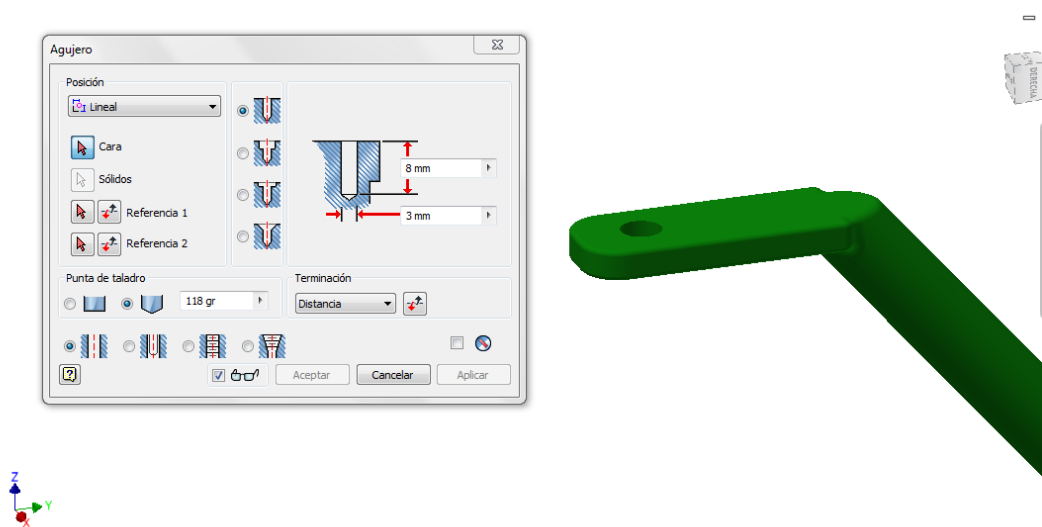 Agujero
Posición
Lineal
Cara
Sólidos
Referencia 1
Referencia 2
8 mm
3 mm
Punta de taladro
118 gr
Terminación
Distancia
Aceptar
Cancelar
Aplicar
DERECHA
Z
Y
X